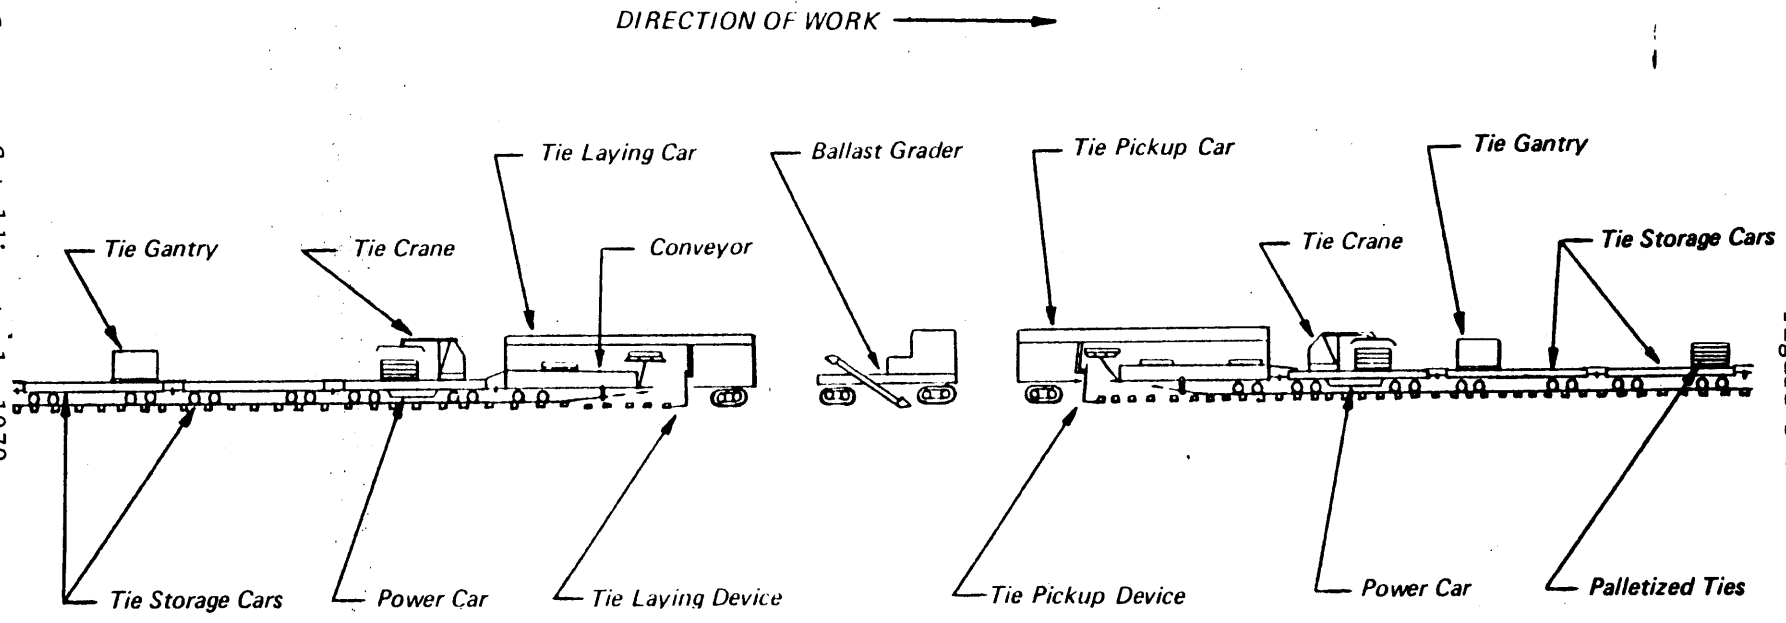 DIRECTION OF WORK
Tie Laying Car
Ballast Grader
Tie Pickup Car
Tie Gantry
Tie Gantry
Tie Crane
Conveyor
Tie Crane
Tie Storage Cars
Tie Storage Cars
Power Car
Tie Laying Device
Tie Pickup Device
Power Car
Palletized Ties